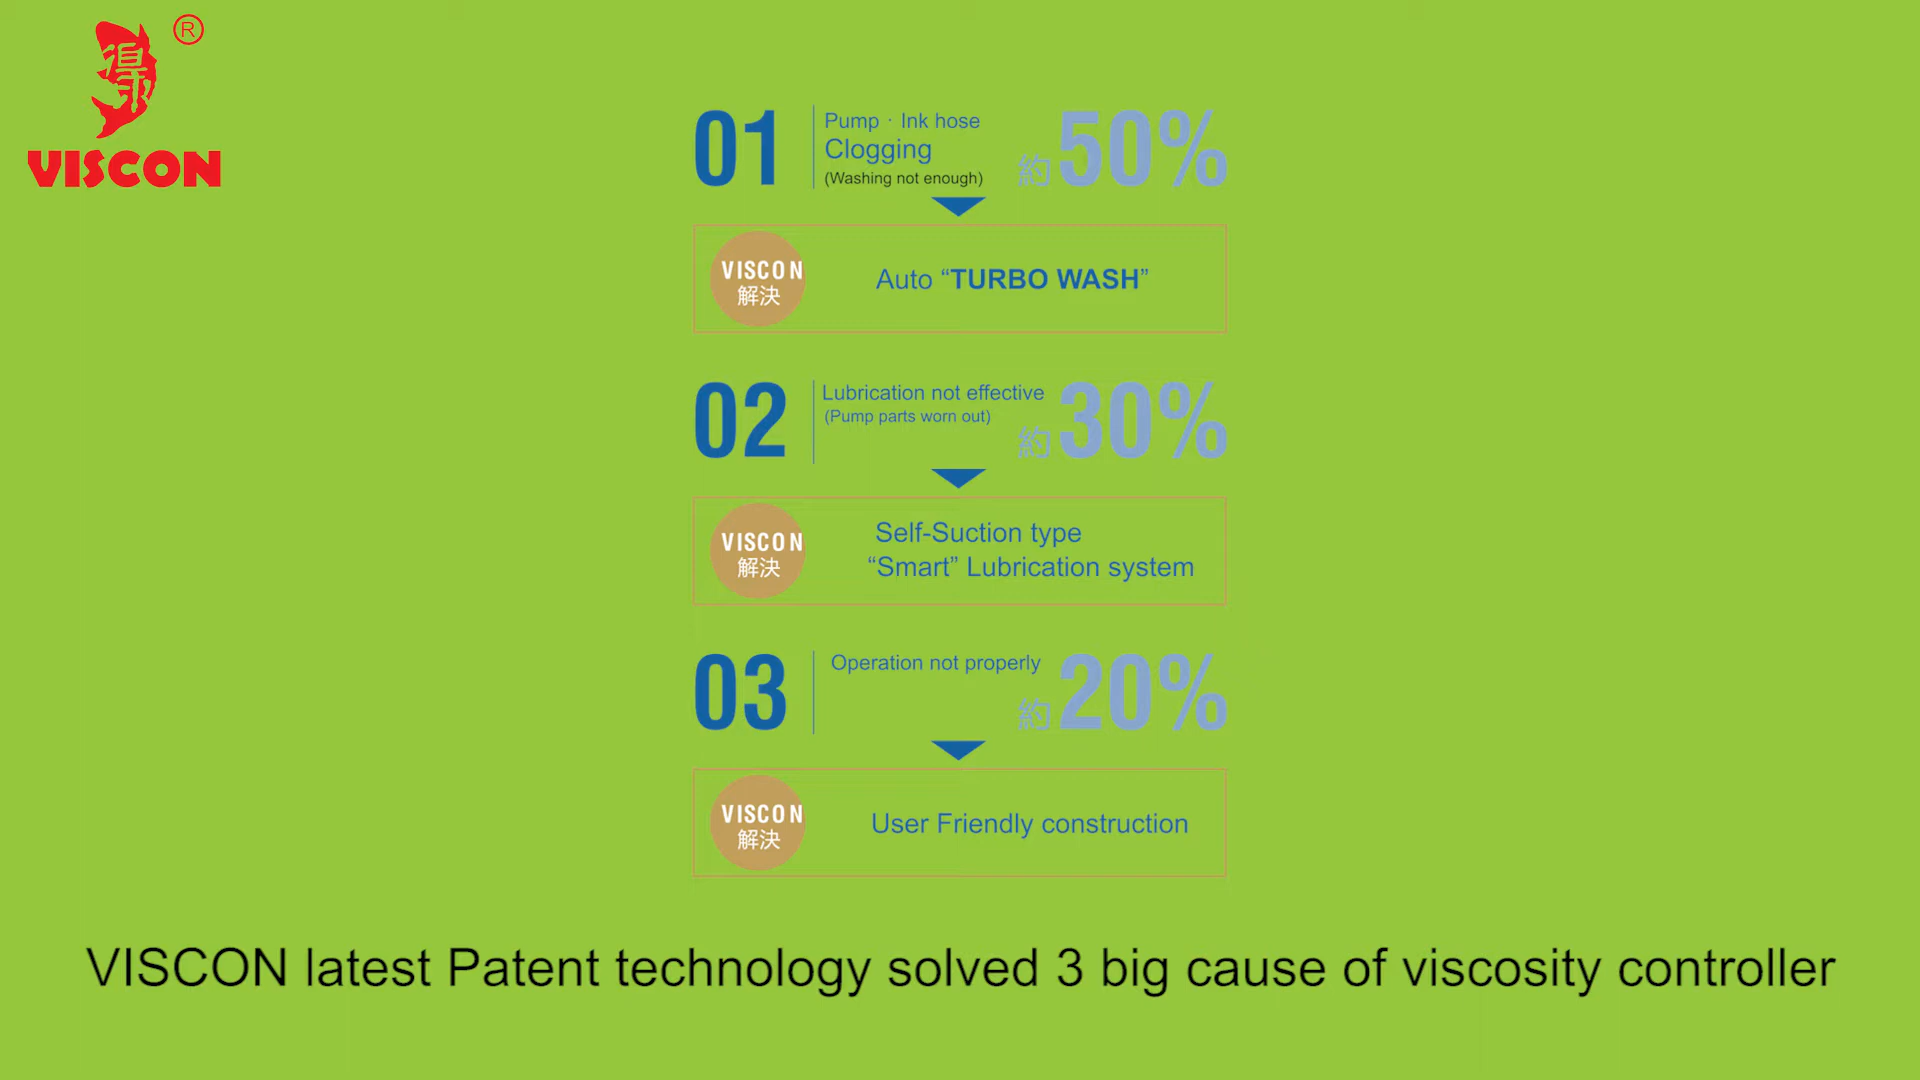 得
®
VISCON
01
Pump · Ink hose
Clogging
(Washing not enough)
約50%
VISCON
解決
Auto “TURBO WASH”
02
Lubrication not effective
(Pump parts worn out)
約30%
VISCON
解決
Self-Suction type
“Smart” Lubrication system
03
Operation not properly
約20%
VISCON
解決
User Friendly construction
VISCON latest Patent technology solved 3 big cause of viscosity controller